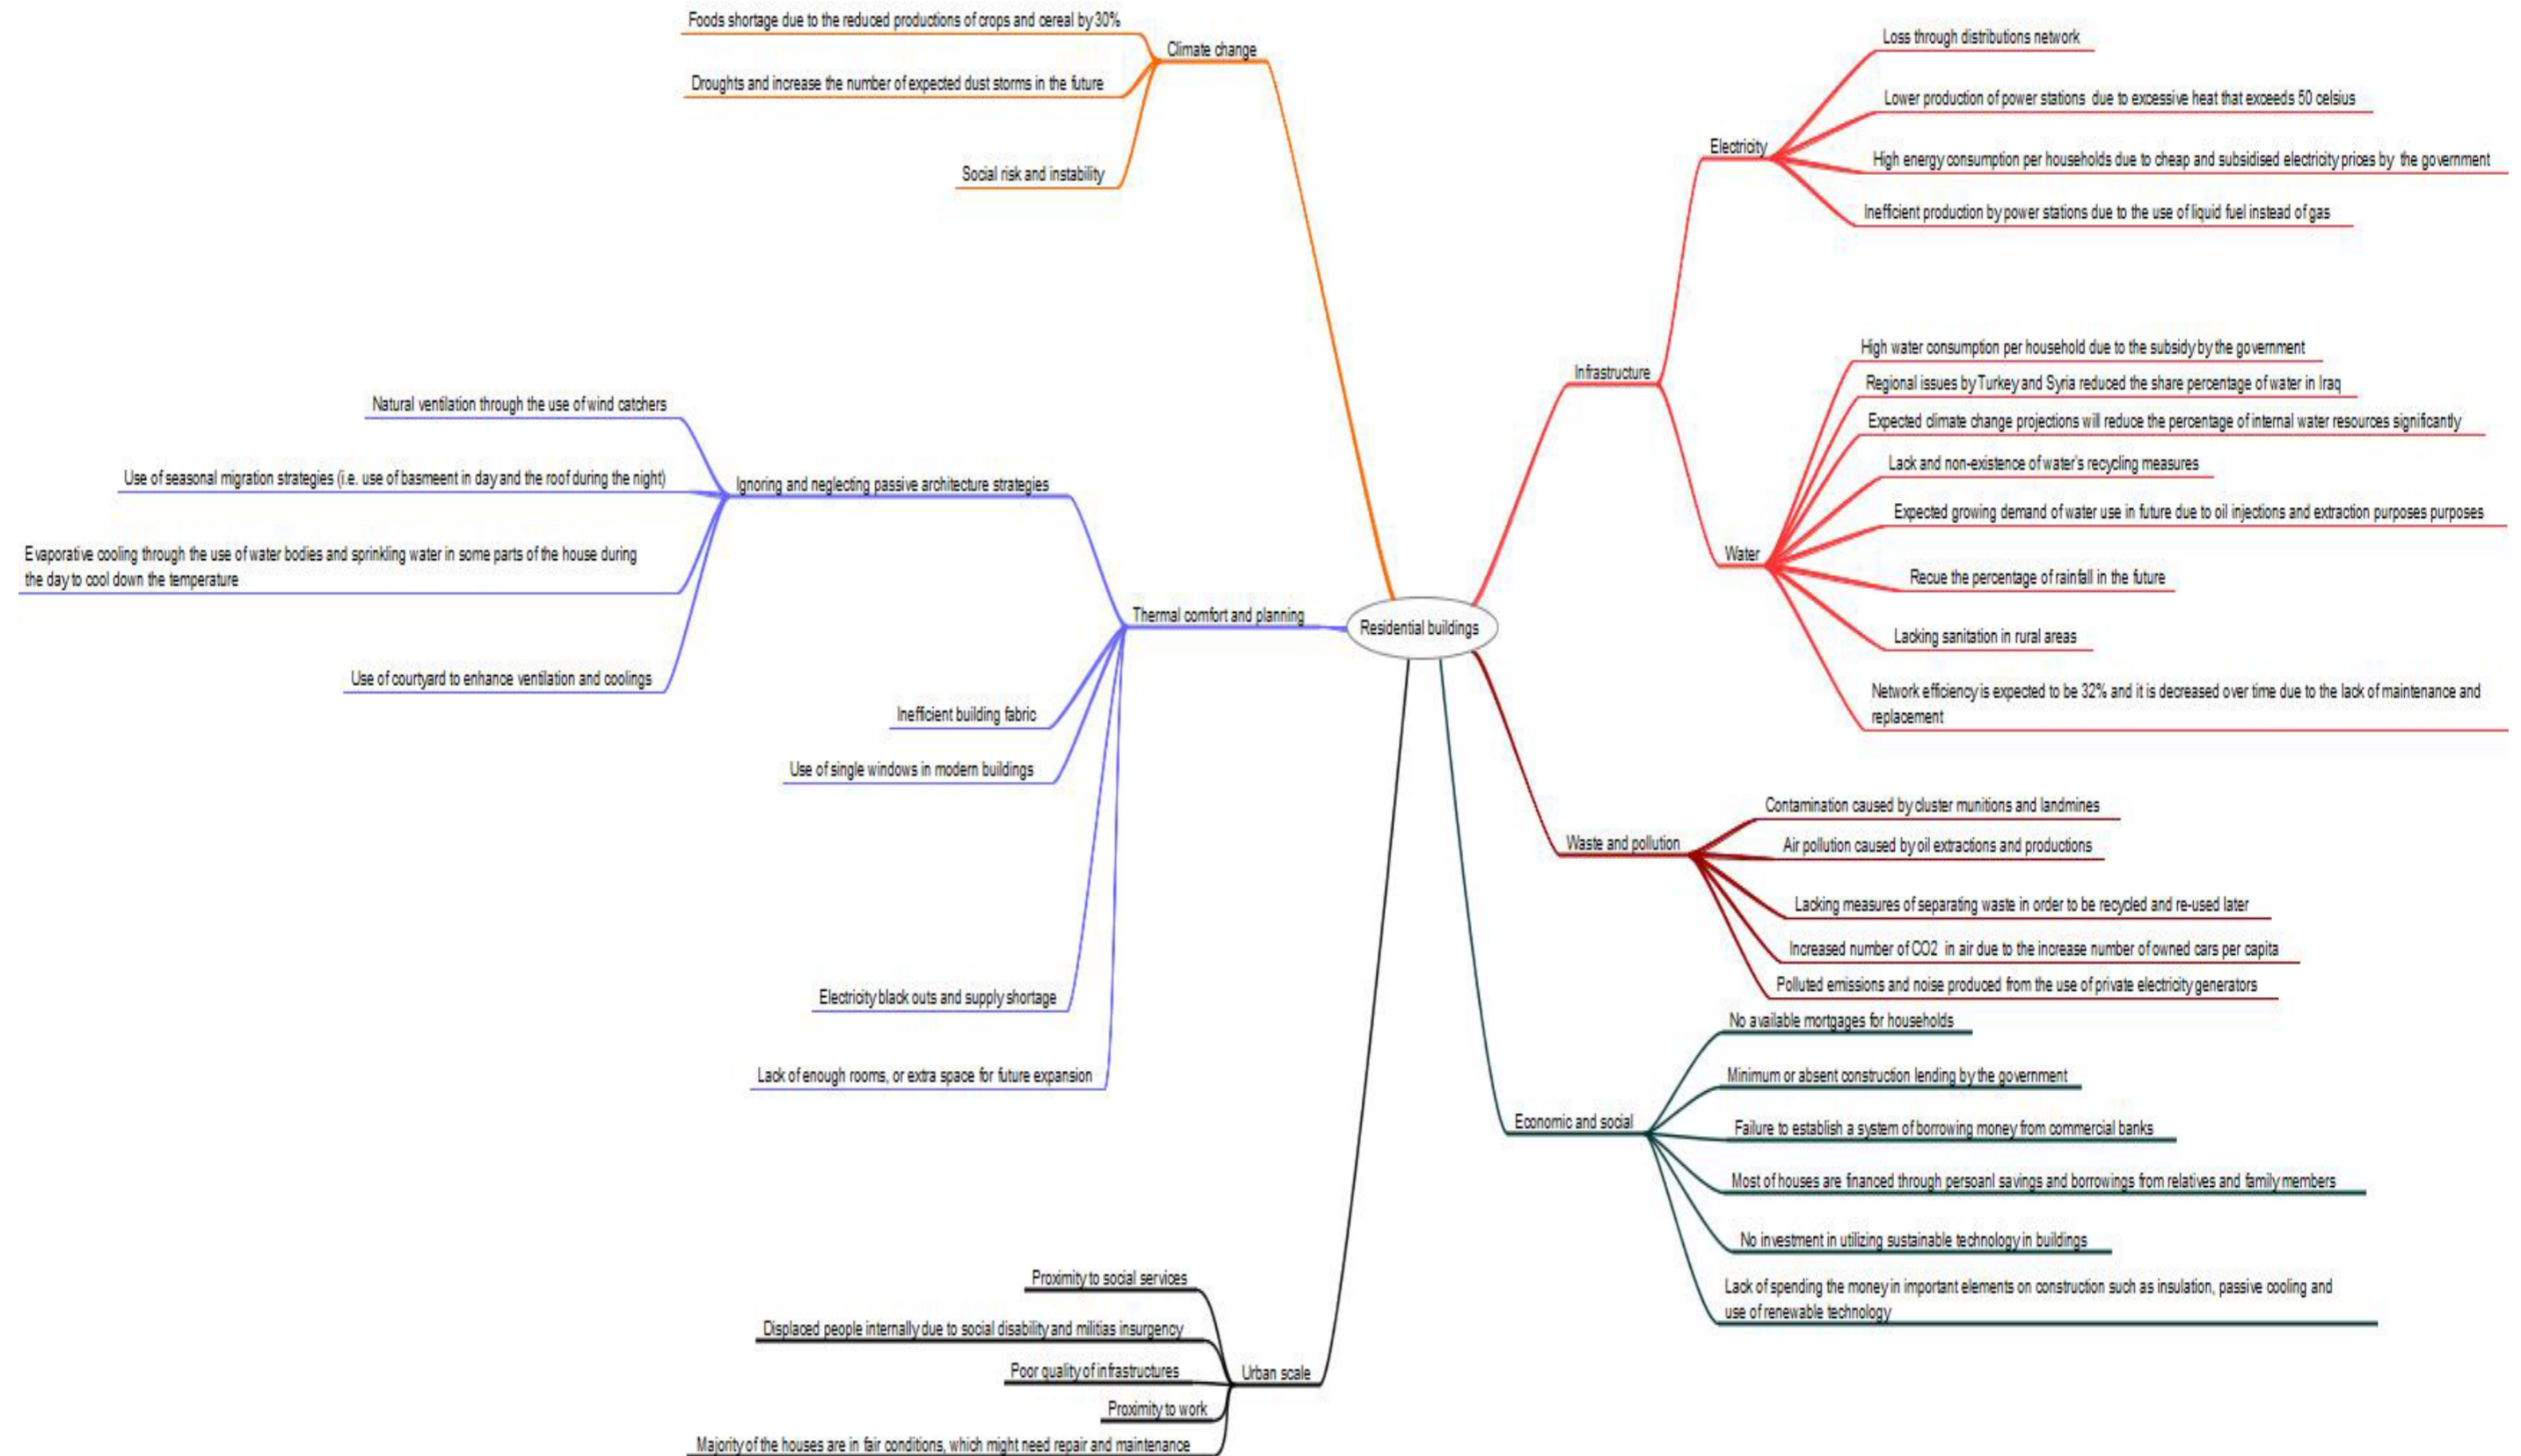 Residential buildings
Climate change
Foods shortage due to the reduced productions of crops and cereal by 30%
Droughts and increase the number of expected dust storms in the future
Social risk and instability
Thermal comfort and planning
Ignoring and neglecting passive architecture strategies
Natural ventilation through the use of wind catchers
Use of seasonal migration strategies (i.e. use of basmeent in day and the roof during the night)
Evaporative cooling through the use of water bodies and sprinkling water in some parts of the house during
the day to cool down the temperature
Use of courtyard to enhance ventilation and coolings
Inefficient building fabric
Use of single windows in modern buildings
Electricity black outs and supply shortage
Lack of enough rooms, or extra space for future expansion
Urban scale
Proximity to social services
Displaced people internally due to social disability and militias insurgency
Poor quality of infrastructures
Proximity to work
Majority of the houses are in fair conditions, which might need repair and maintenance
Infrastructure
Electricity
Loss through distributions network
Lower production of power stations due to excessive heat that exceeds 50 celsius
High energy consumption per households due to cheap and subsidised electricity prices by the government
Inefficient production by power stations due to the use of liquid fuel instead of gas
Water
High water consumption per household due to the subsidy by the government
Regional issues by Turkey and Syria reduced the share percentage of water in Iraq
Expected climate change projections will reduce the percentage of internal water resources significantly
Lack and non-existence of water's recycling measures
Expected growing demand of water use in future due to oil injections and extraction purposes purposes
Recue the percentage of rainfall in the future
Lacking sanitation in rural areas
Network efficiency is expected to be 32% and it is decreased over time due to the lack of maintenance and
replacement
Waste and pollution
Contamination caused by cluster munitions and landmines
Air pollution caused by oil extractions and productions
Lacking measures of separating waste in order to be recycled and re-used later
Increased number of CO2 in air due to the increase number of owned cars per capita
Polluted emissions and noise produced from the use of private electricity generators
Economic and social
No available mortgages for households
Minimum or absent construction lending by the government
Failure to establish a system of borrowing money from commercial banks
Most of houses are financed through persoanl savings and borrowings from relatives and family members
No investment in utilizing sustainable technology in buildings
Lack of spending the money in important elements on construction such as insulation, passive cooling and
use of renewable technology